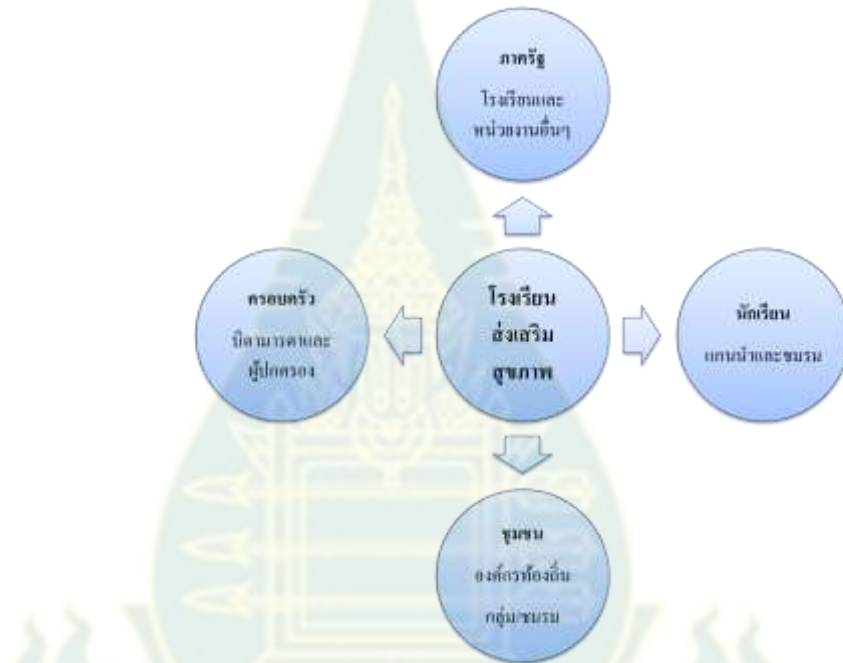 ภาครัฐ
โรงเรียนและ
หน่วยงานอื่นๆ
ครอบครัว
บิดามารดาและ
ผู้ปกครอง
โรงเรียน
ส่งเสริม
สุขภาพ
นักเรียน
แกนนำและชมรม
ชุมชน
องค์กรท้องถิ่น
กลุ่ม/ชมรม